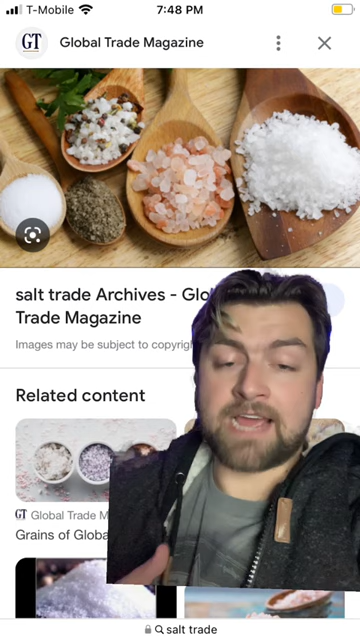 T-Mobile 7:48 PM
GT Global Trade Magazine
salt trade Archives - Glo
Trade Magazine
Images may be subject to copyrigh
Related content
GT Global Trade M
Grains of Globa
salt trade